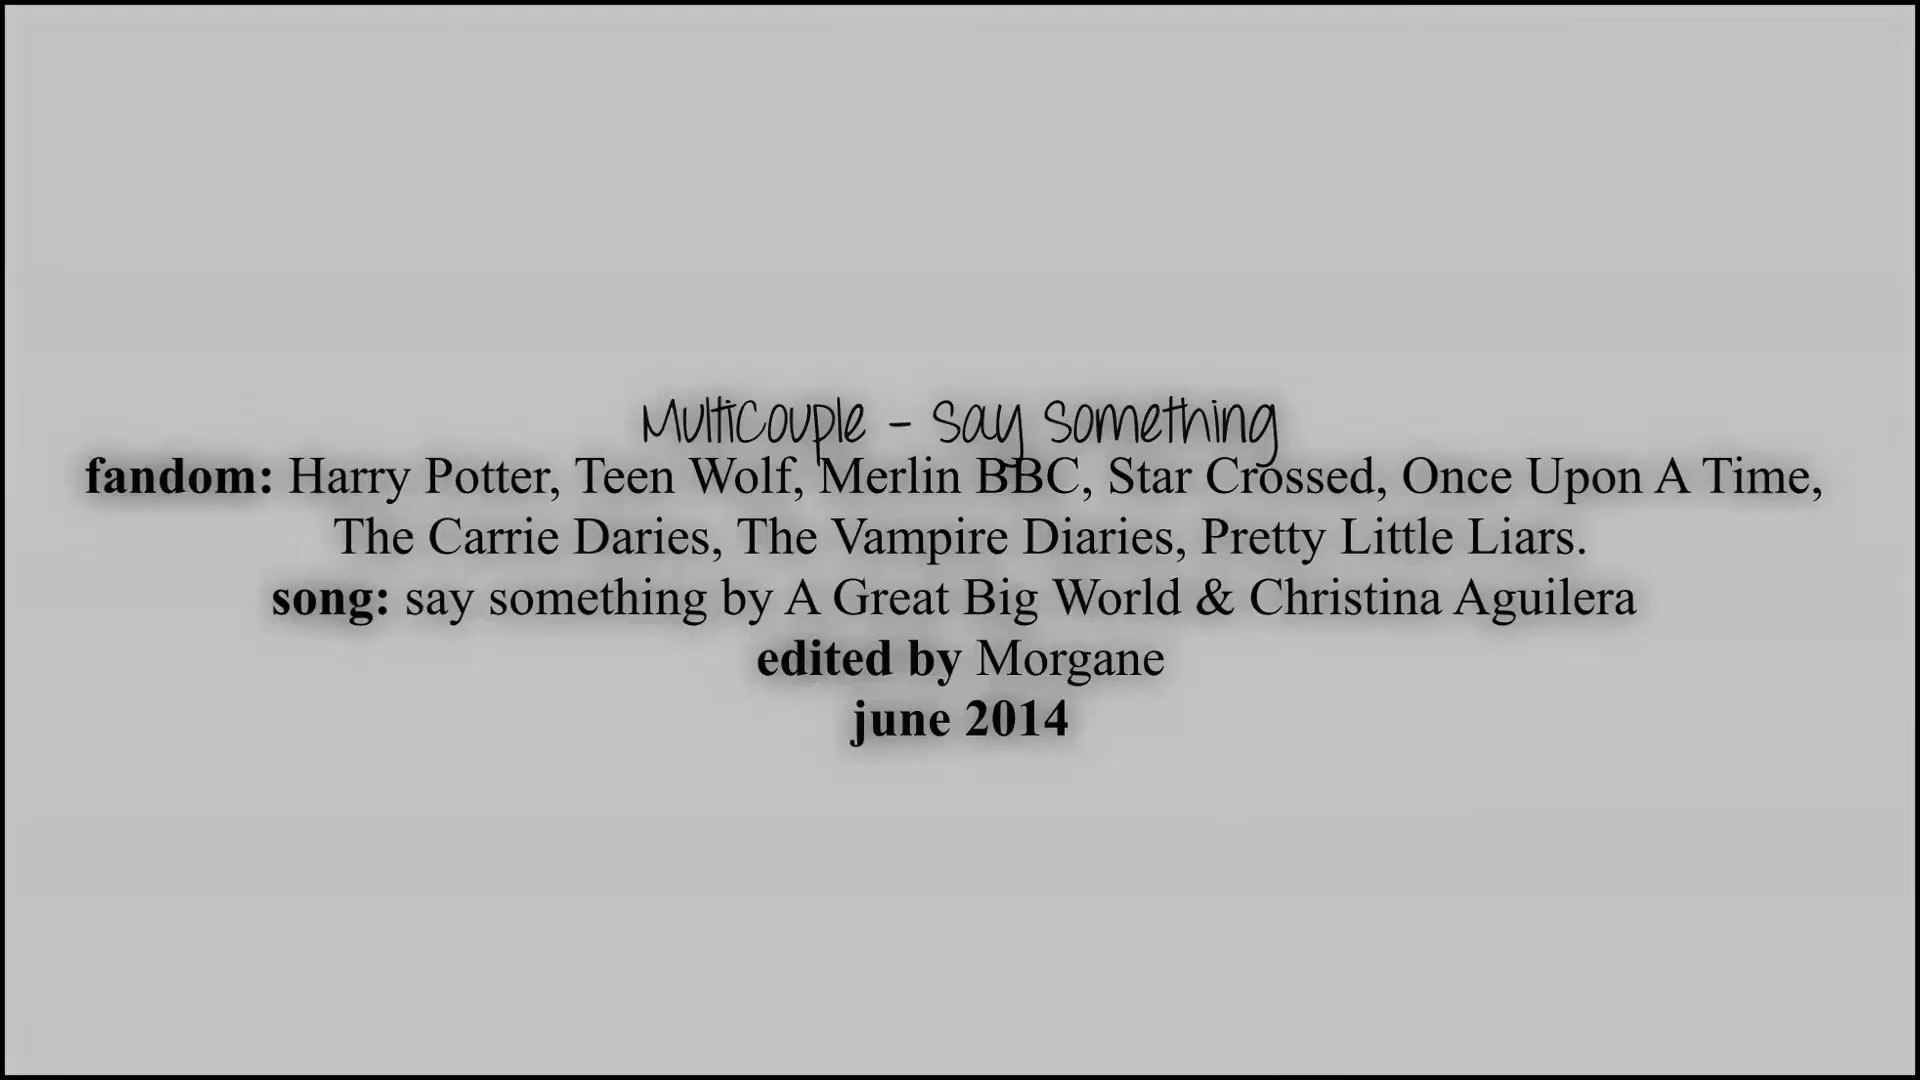 MultiCouple - Say Something
fandom: Harry Potter, Teen Wolf, Merlin BBC, Star Crossed, Once Upon A Time,
The Carrie Daries, The Vampire Diaries, Pretty Little Liars.
song: say something by A Great Big World & Christina Aguilera
edited by Morgane
june 2014